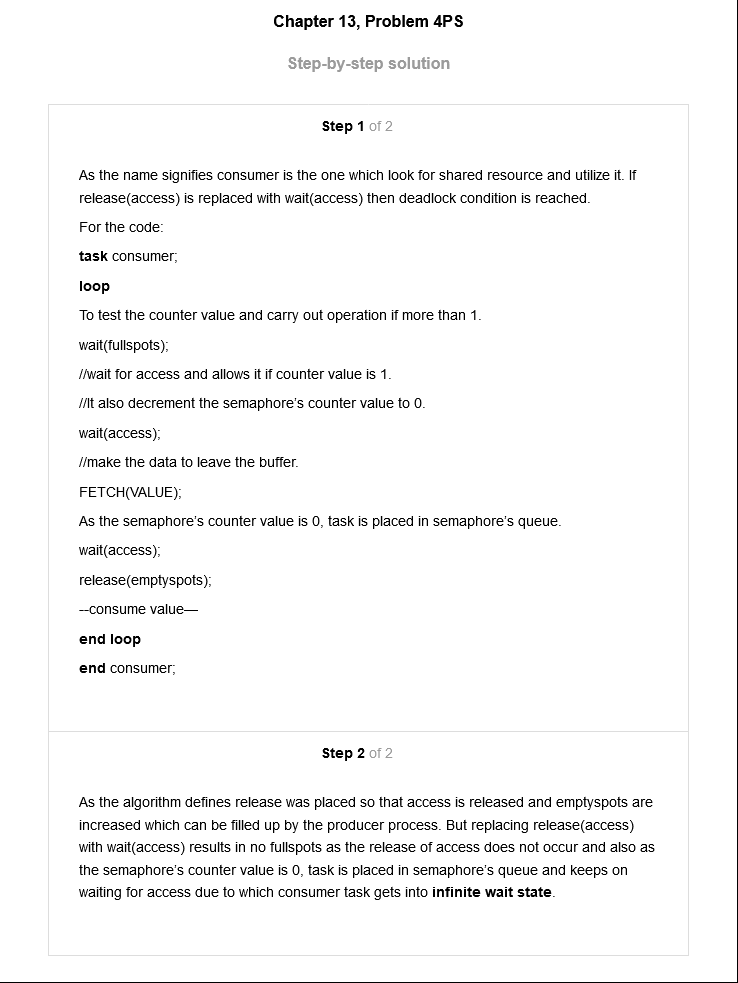 Chapter 13, Problem 4PS
Step-by-step solution
Step 1 of 2
As the name signifies consumer is the one which look for shared resource and utilize it. If
release(access) is replaced with wait(access) then deadlock condition is reached.
For the code:
task consumer;
loop
To test the counter value and carry out operation if more than 1.
wait(fullspots);
//wait for access and allows it if counter value is 1.
//It also decrement the semaphore’s counter value to 0.
wait(access);
//make the data to leave the buffer.
FETCH(VALUE);
As the semaphore’s counter value is 0, task is placed in semaphore’s queue.
wait(access);
release(emptyspots);
--consume value—
end loop
end consumer;
Step 2 of 2
As the algorithm defines release was placed so that access is released and emptyspots are
increased which can be filled up by the producer process. But replacing release(access)
with wait(access) results in no fullspots as the release of access does not occur and also as
the semaphore’s counter value is 0, task is placed in semaphore’s queue and keeps on
waiting for access due to which consumer task gets into infinite wait state.